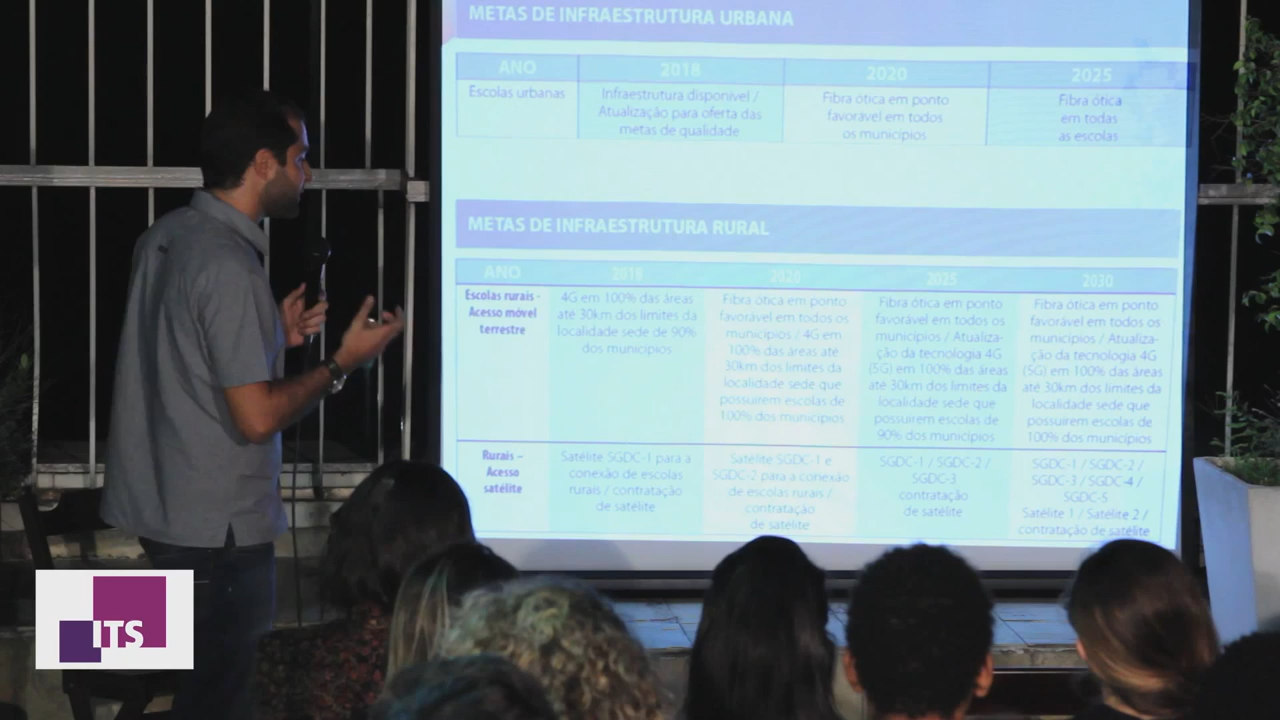 METAS DE INFRAESTRUTURA URBANA
ANO 2018 2020 2025
Escolas urbanas
Infraestrutura disponível /
Atualização para oferta das
metas de qualidade
Fibra ótica em ponto
favorável em todos
os municípios
Fibra ótica
em todas
as escolas
METAS DE INFRAESTRUTURA RURAL
ANO 2018 2020 2025 2030
Escolas rurais -
Acesso móvel
terrestre
4G em 100% das áreas
até 30km dos limites da
localidade sede de 90%
dos municípios
Fibra ótica em ponto
favorável em todos os
municípios / 4G em
100% das áreas até
30km dos limites da
localidade sede que
possuirem escolas de
100% dos municípios
Fibra ótica em ponto
favorável em todos os
municípios / Atualiza-
ção da tecnologia 4G
(5G) em 100% das áreas
até 30km dos limites da
localidade sede que
possuirem escolas de
90% dos municípios
Fibra ótica em ponto
favorável em todos os
municípios / Atualiza-
ção da tecnologia 4G
(5G) em 100% das áreas
até 30km dos limites da
localidade sede que
possuirem escolas de
100% dos municípios
Rurais –
Acesso
satélite
Satélite SGDC-1 para a
conexão de escolas
rurais / contratação
de satélite
Satélite SGDC-1 e
SGDC-2 para a conexão
de escolas rurais /
contratação
de satélite
SGDC-1 / SGDC-2 /
SGDC-3
contratação
de satélite
SGDC-1 / SGDC-2 /
SGDC-3 / SGDC-4 /
SGDC-5
Satélite 1 / Satélite 2 /
contratação de satélite
ITS